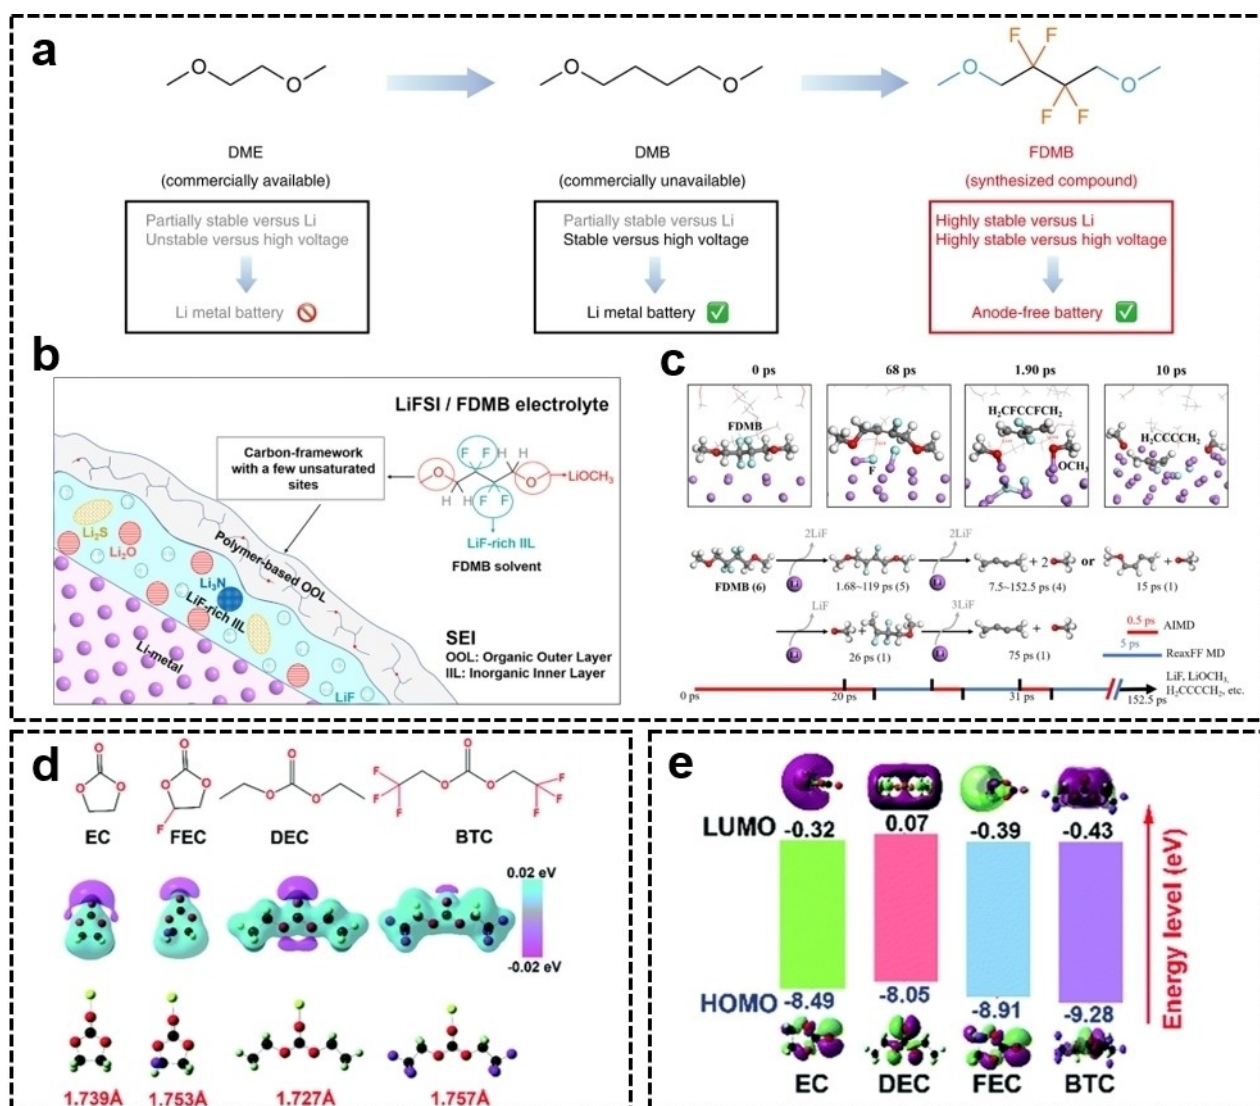 a
O
O
O
O
F F
O
O
F F
DME
DMB
FDMB
(commercially available)
(commercially unavailable)
(synthesized compound)
Partially stable versus Li
Unstable versus high voltage
Li metal battery
Partially stable versus Li
Stable versus high voltage
Li metal battery
Highly stable versus Li
Highly stable versus high voltage
Anode-free battery
b
LiFSI / FDMB electrolyte
Carbon-framework
with a few unsaturated
sites
F F H H
O
O
LiOCH₃
H H F F
LiF-rich IIL
FDMB solvent
Polymer-based OOL
Li₂S
Li₂O
Li₃N
LiF-rich IIL
Li-metal
LiF
SEI
OOL: Organic Outer Layer
IIL: Inorganic Inner Layer
c
0 ps
68 ps
1.90 ps
10 ps
FDMB
F
H₂CFCCFCH₂
OCH₃
H₂CCCCH₂
2LiF
2LiF
Li
Li
+ 2
or
+
FDMB (6)
1.68~119 ps (5)
7.5~152.5 ps (4)
15 ps (1)
LiF
3LiF
Li
Li
+
+
26 ps (1)
75 ps (1)
0.5 ps
AIMD
5 ps
ReaxFF MD
0 ps
20 ps
31 ps
152.5 ps
LiF, LiOCH₃,
H₂CCCCH₂, etc.
d
O
O O
O
O O
F
O
O O
O
F
F
F
O O
F
F
F
EC
FEC
DEC
BTC
0.02 eV
-0.02 eV
1.739Å
1.753Å
1.727Å
1.757Å
e
LUMO
-0.32
0.07
-0.39
-0.43
HOMO
-8.49
-8.05
-8.91
-9.28
EC
DEC
FEC
BTC
Energy level (eV)